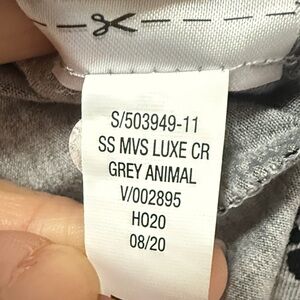 S/503949-11
SS MVS LUXE CR
GREY ANIMAL
V/002895
HO20
08/20